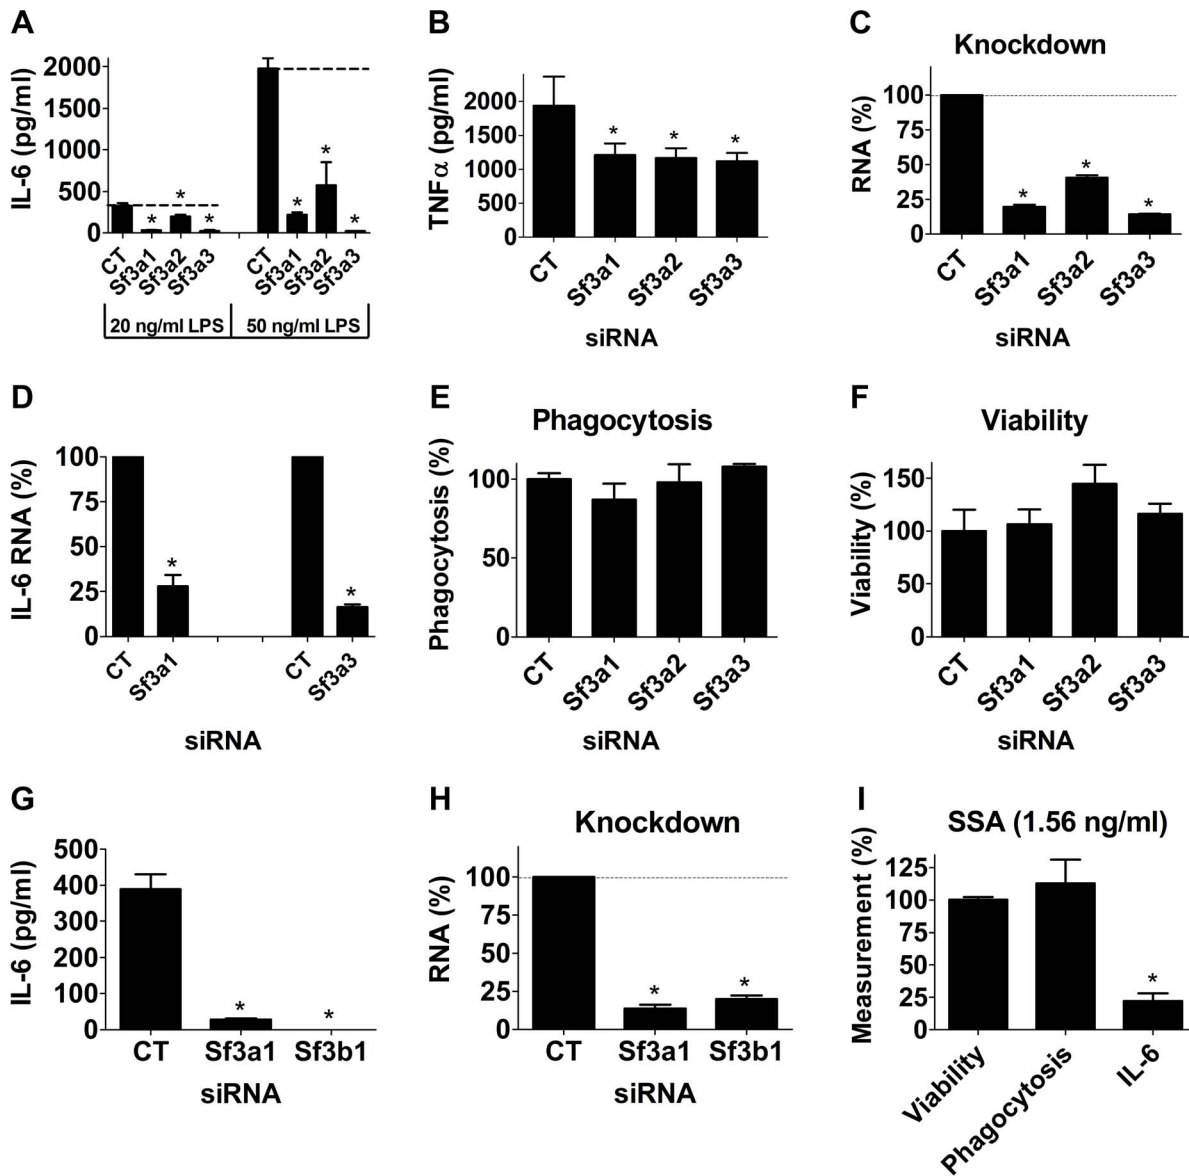 A
IL-6 (pg/ml)
2000
1500
1000
500
0
* * *
* * *
CT Sf3a1 Sf3a2 Sf3a3 CT Sf3a1 Sf3a2 Sf3a3
20 ng/ml LPS 50 ng/ml LPS
B
TNFα (pg/ml)
2000
1500
1000
500
0
* * *
CT Sf3a1 Sf3a2 Sf3a3
siRNA
C
Knockdown
RNA (%)
100
75
50
25
0
* * *
CT Sf3a1 Sf3a2 Sf3a3
siRNA
D
IL-6 RNA (%)
100
75
50
25
0
* *
CT Sf3a1 CT Sf3a3
siRNA
E
Phagocytosis
Phagocytosis (%)
100
50
0
CT Sf3a1 Sf3a2 Sf3a3
siRNA
F
Viability
Viability (%)
150
100
50
0
CT Sf3a1 Sf3a2 Sf3a3
siRNA
G
IL-6 (pg/ml)
500
400
300
200
100
0
* *
CT Sf3a1 Sf3b1
siRNA
H
Knockdown
RNA (%)
100
75
50
25
0
* *
CT Sf3a1 Sf3b1
siRNA
I
SSA (1.56 ng/ml)
Measurement (%)
125
100
75
50
25
0
*
Viability Phagocytosis IL-6